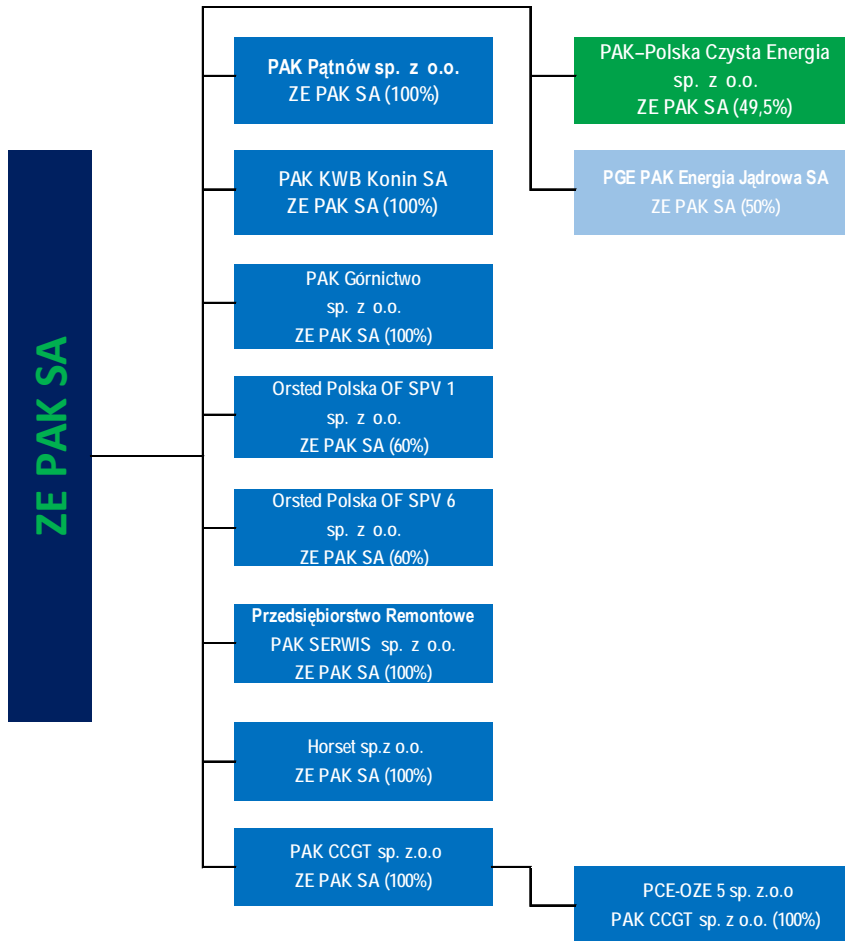 ZE PAK SA
PAK Pątnów sp. z o.o.
ZE PAK SA (100%)
PAK KWB Konin SA
ZE PAK SA (100%)
PAK Górnictwo
sp. z o.o.
ZE PAK SA (100%)
Orsted Polska OF SPV 1
sp. z o.o.
ZE PAK SA (60%)
Orsted Polska OF SPV 6
sp. z o.o.
ZE PAK SA (60%)
Przedsiębiorstwo Remontowe
PAK SERWIS sp. z o.o.
ZE PAK SA (100%)
Horset sp.z o.o.
ZE PAK SA (100%)
PAK CCGT sp. z.o.o
ZE PAK SA (100%)
PAK–Polska Czysta Energia
sp. z o.o.
ZE PAK SA (49,5%)
PGE PAK Energia Jądrowa SA
ZE PAK SA (50%)
PCE-OZE 5 sp. z.o.o
PAK CCGT sp. z o.o. (100%)